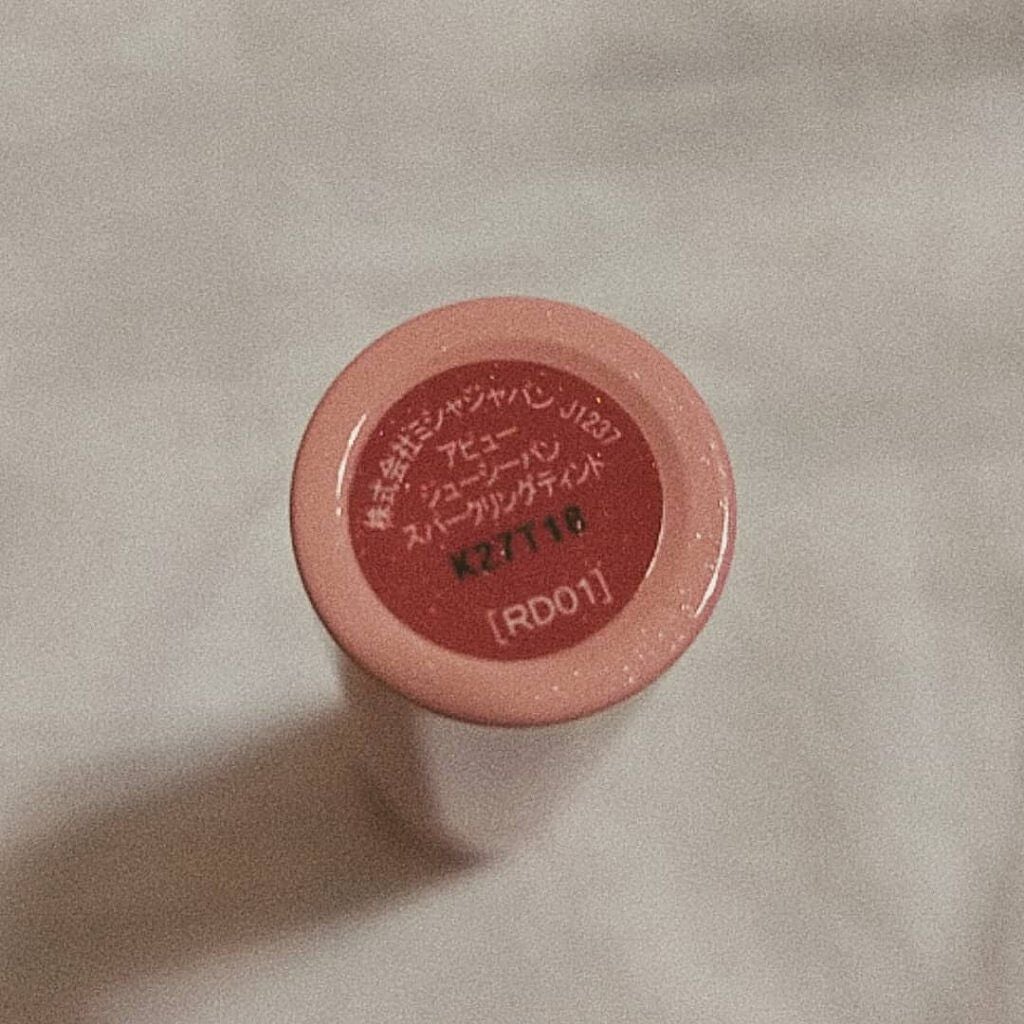 株式会社ミシャジャパン J1237
アピュー
ジューシーパン
スパークリングティント
K27T16
[RD01]